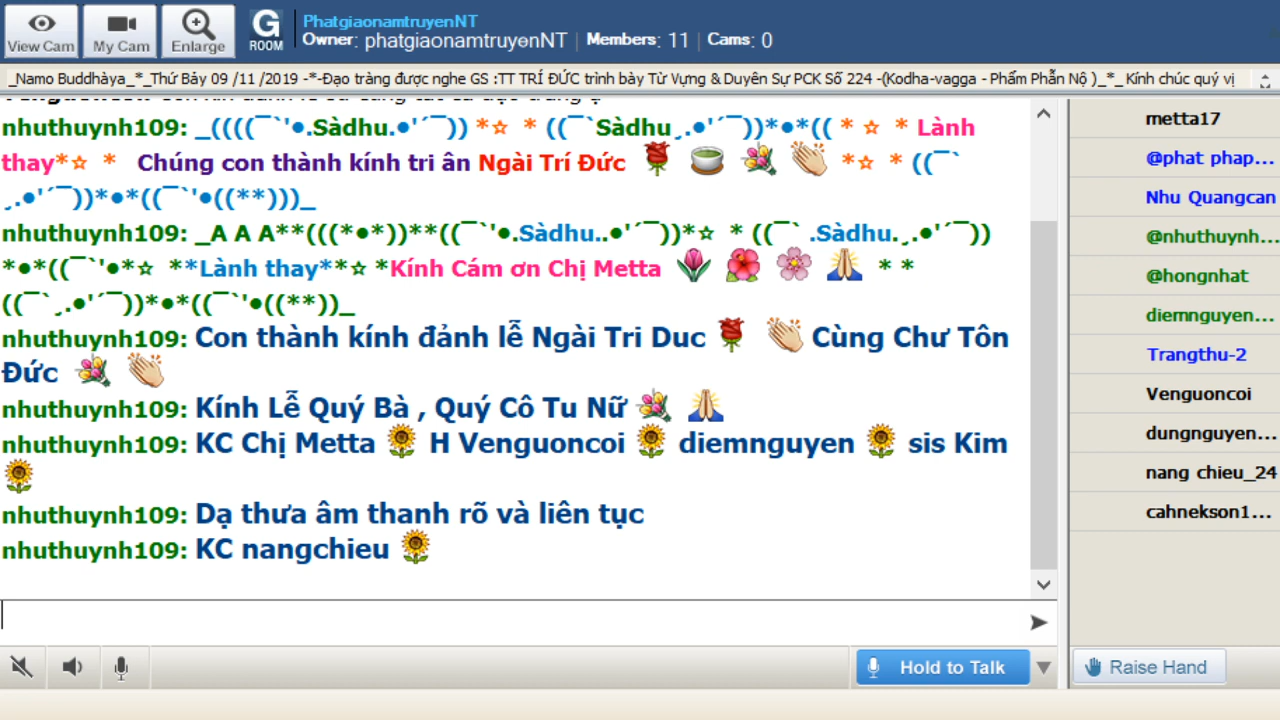 View Cam
My Cam
Enlarge
G
ROOM
PhatgiaonamtruyenNT
Owner: phatgiaonamtruyenNT | Members: 11 | Cams: 0
_Namo Buddhàya_*_Thứ Bảy 09 /11 /2019 -*-Đạo tràng được nghe GS :TT TRÍ ĐỨC trình bày Từ Vựng & Duyên Sự PCK Số 224 -(Kodha-vagga - Phẩm Phẫn Nộ )_*_ Kính chúc quý vị
nhuthuynh109: _((((¯`'•.Sàdhu.•'´¯)) *☆ * ((¯`Sàdhu¸.•'´¯))*•*(( * ☆ * Lành
thay*☆ * Chúng con thành kính tri ân Ngài Trí Đức 🌹 🍵 💐 👏 *☆ * ((¯`
¸.•'´¯))*•*((¯`'•((**)))_
nhuthuynh109: _A A A**(((*•*))**((¯`'•.Sàdhu..•'´¯))*☆ * ((¯` .Sàdhu.¸.•'´¯))
*•*((¯`'•*☆ **Lành thay**☆ *Kính Cám ơn Chị Metta 🌷 🌺 🌸 🙏 * *
((¯`¸.•'´¯))*•*((¯`'•((**))_
nhuthuynh109: Con thành kính đảnh lễ Ngài Tri Duc 🌹 👏 Cùng Chư Tôn
Đức 💐 👏
nhuthuynh109: Kính Lễ Quý Bà , Quý Cô Tu Nữ 💐 🙏
nhuthuynh109: KC Chị Metta 🌻 H Venguoncoi 🌻 diemnguyen 🌻 sis Kim
🌻
nhuthuynh109: Dạ thưa âm thanh rõ và liên tục
nhuthuynh109: KC nangchieu 🌻
Hold to Talk
metta17
@phat phap...
Nhu Quangcan
@nhuthuynh...
@hongnhat
diemnguyen...
Trangthu-2
Venguoncoi
dungnguyen...
nang chieu_24
cahnekson1...
Raise Hand